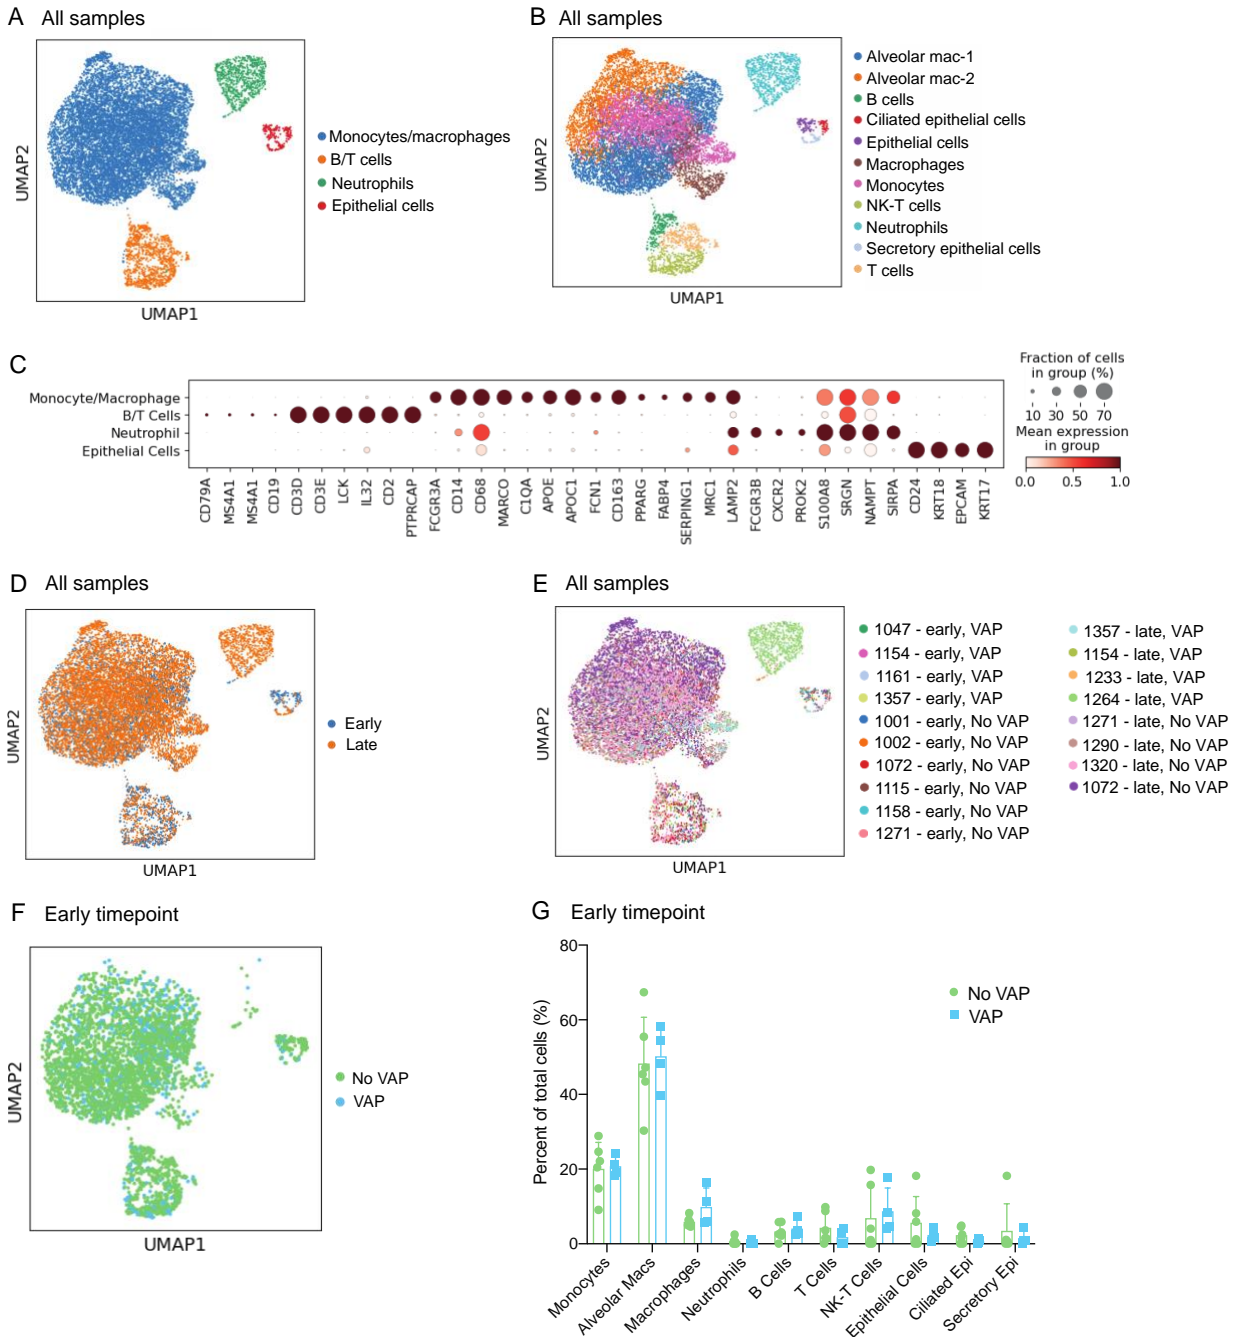 A All samples
UMAP2
UMAP1
Monocytes/macrophages
B/T cells
Neutrophils
Epithelial cells
B All samples
UMAP2
UMAP1
Alveolar mac-1
Alveolar mac-2
B cells
Ciliated epithelial cells
Epithelial cells
Macrophages
Monocytes
NK-T cells
Neutrophils
Secretory epithelial cells
T cells
C
Monocyte/Macrophage
B/T Cells
Neutrophil
Epithelial Cells
CD79A
MS4A1
MS4A1
CD19
CD3D
CD3E
LCK
IL32
CD2
PTPRCAP
FCGR3A
CD14
CD68
MARCO
C1QA
APOE
APOC1
FCN1
CD163
PPARG
FABP4
SERPING1
MRC1
LAMP2
FCGR3B
CXCR2
PROK2
S100A8
SRGN
NAMPT
SIRPA
CD24
KRT18
EPCAM
KRT17
Fraction of cells
in group (%)
10 30 50 70
Mean expression
in group
0.0 0.5 1.0
D All samples
UMAP2
UMAP1
Early
Late
E All samples
UMAP2
UMAP1
1047 - early, VAP
1154 - early, VAP
1161 - early, VAP
1357 - early, VAP
1001 - early, No VAP
1002 - early, No VAP
1072 - early, No VAP
1115 - early, No VAP
1158 - early, No VAP
1271 - early, No VAP
1357 - late, VAP
1154 - late, VAP
1233 - late, VAP
1264 - late, VAP
1271 - late, No VAP
1290 - late, No VAP
1320 - late, No VAP
1072 - late, No VAP
F Early timepoint
UMAP2
UMAP1
No VAP
VAP
G Early timepoint
Percent of total cells (%)
80
60
40
20
0
No VAP
VAP
Monocytes
Alveolar Macs
Macrophages
Neutrophils
B Cells
T Cells
NK-T Cells
Epithelial Cells
Ciliated Epi
Secretory Epi